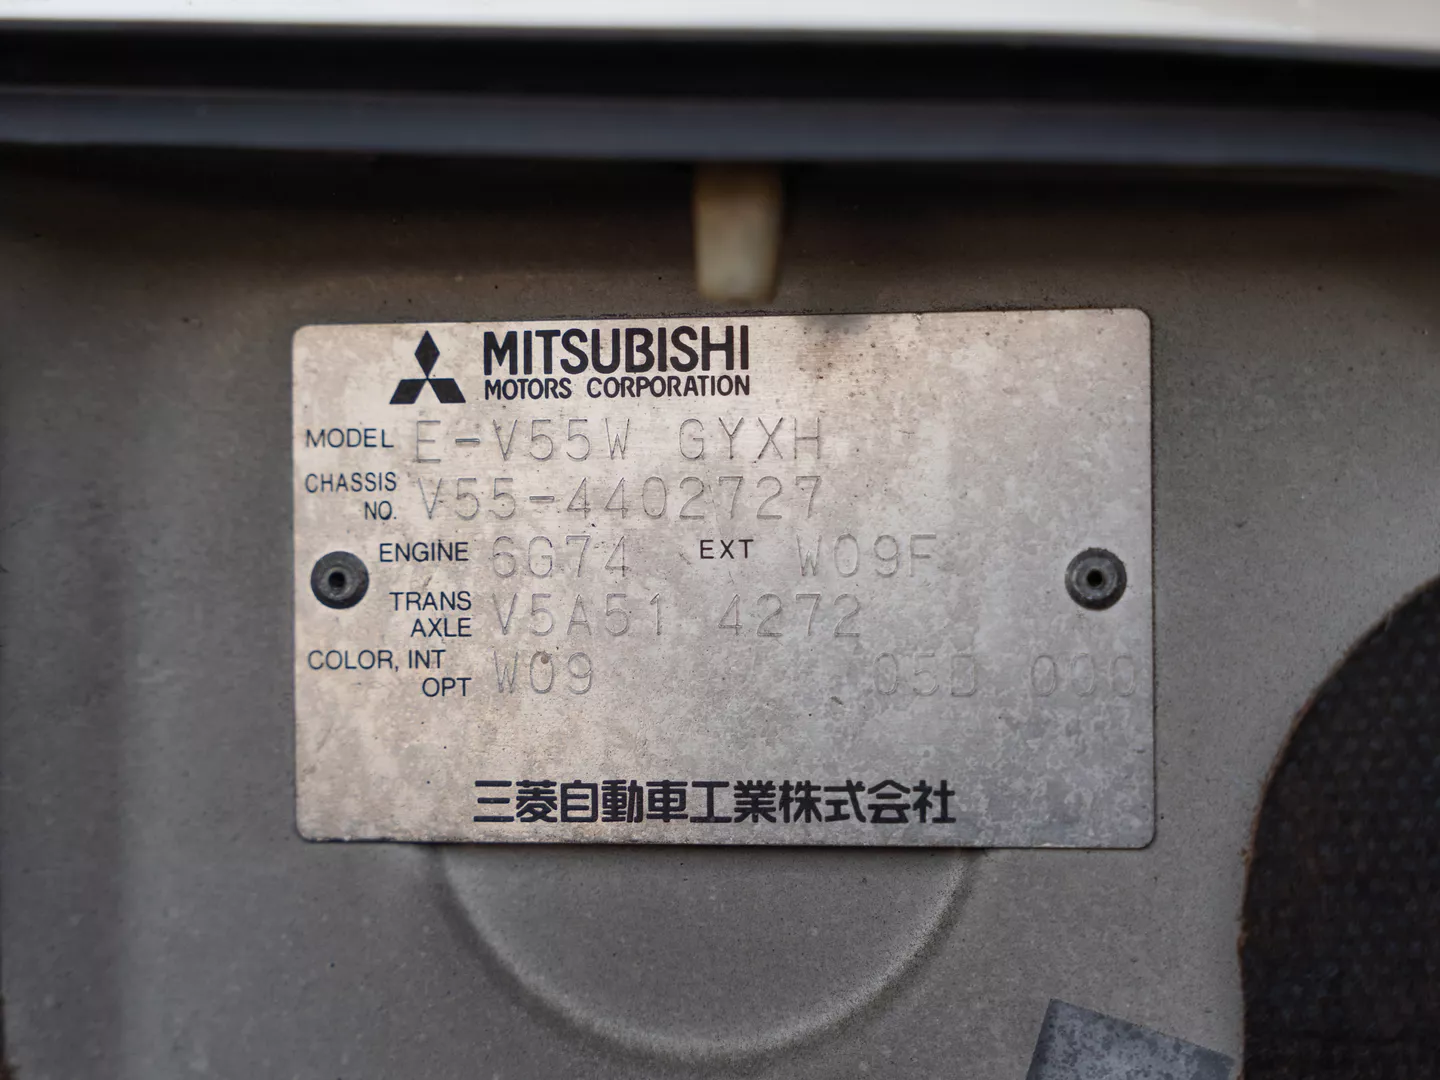 MITSUBISHI
MOTORS CORPORATION
MODEL E-V55W GYXH
CHASSIS NO. V55-4402727
ENGINE 6G74 EXT W09F
TRANS AXLE V5A51 4272
COLOR, INT OPT W09 05D 000
三菱自動車工業株式会社